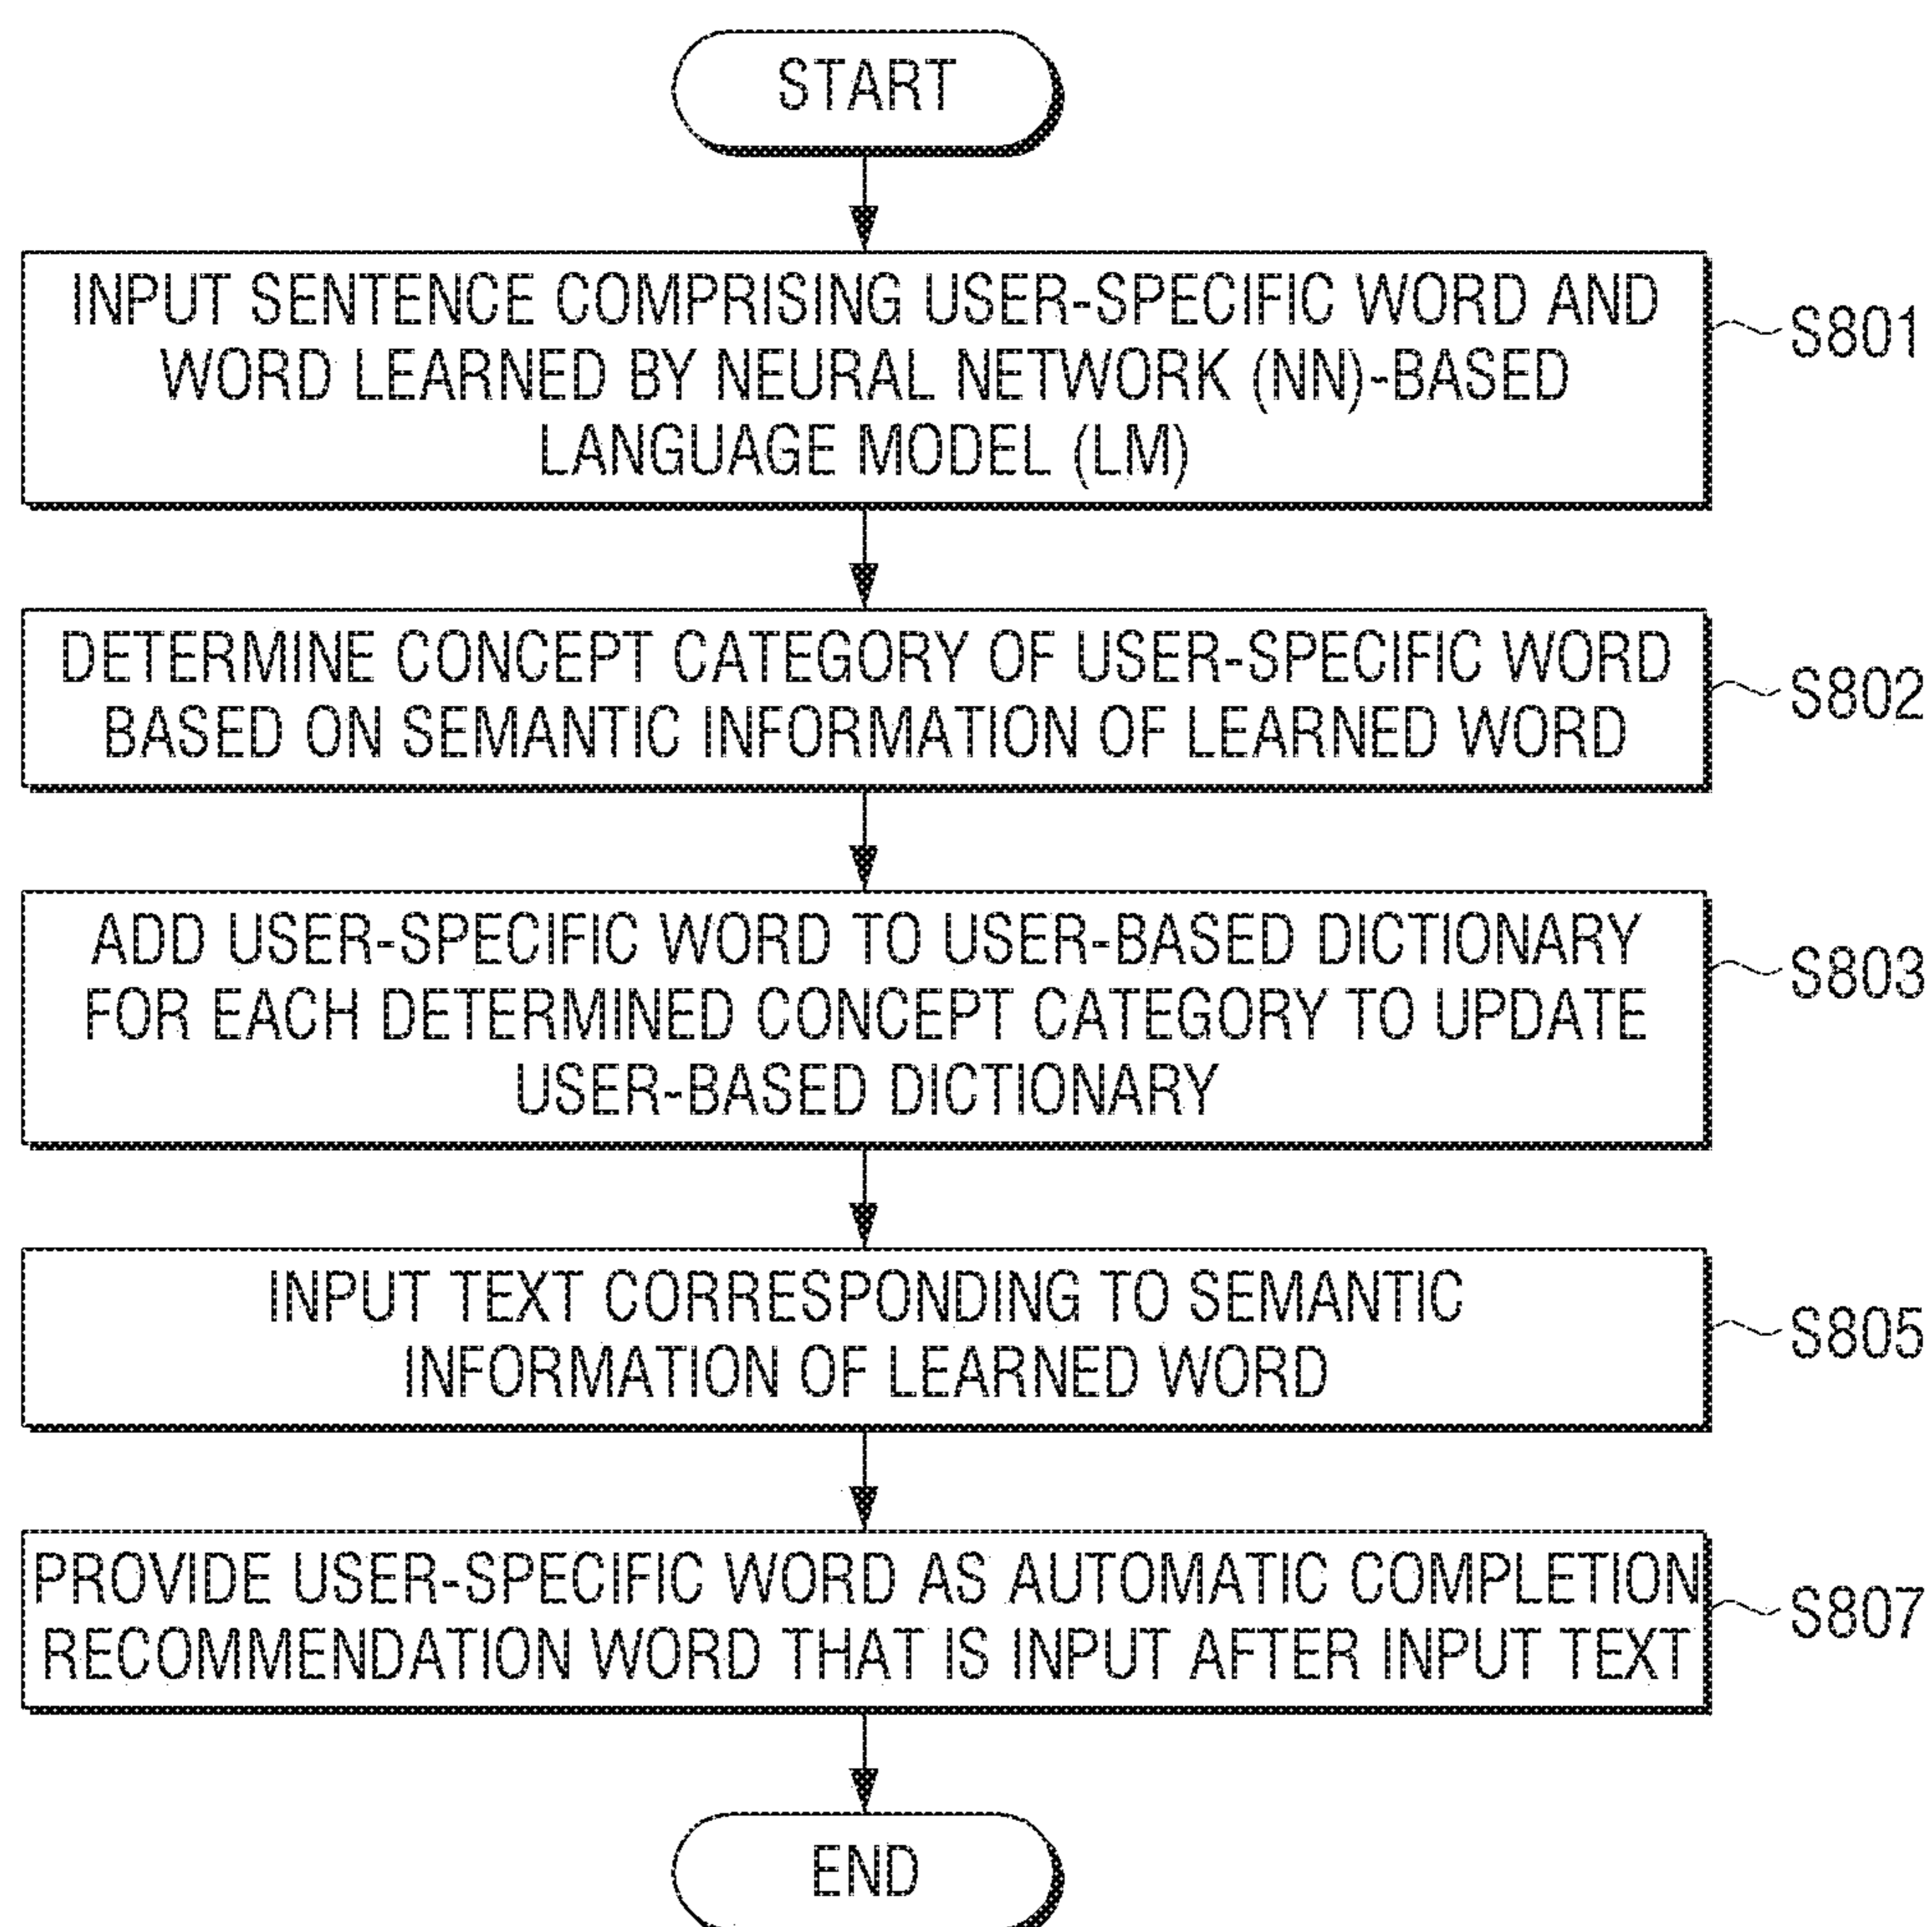 START
INPUT SENTENCE COMPRISING USER-SPECIFIC WORD AND
WORD LEARNED BY NEURAL NETWORK (NN)-BASED
LANGUAGE MODEL (LM)
S801
DETERMINE CONCEPT CATEGORY OF USER-SPECIFIC WORD
BASED ON SEMANTIC INFORMATION OF LEARNED WORD
S802
ADD USER-SPECIFIC WORD TO USER-BASED DICTIONARY
FOR EACH DETERMINED CONCEPT CATEGORY TO UPDATE
USER-BASED DICTIONARY
S803
INPUT TEXT CORRESPONDING TO SEMANTIC
INFORMATION OF LEARNED WORD
S805
PROVIDE USER-SPECIFIC WORD AS AUTOMATIC COMPLETION
RECOMMENDATION WORD THAT IS INPUT AFTER INPUT TEXT
S807
END